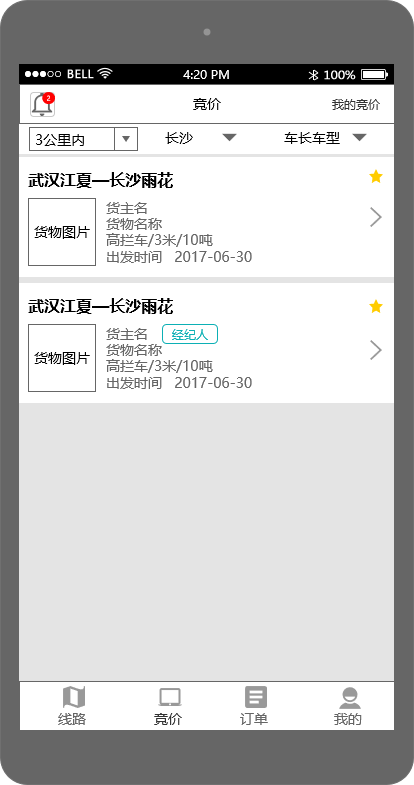 BELL 4:20 PM 100%
2 竞价 我的竞价
3公里内 长沙 车长车型
武汉江夏—长沙雨花
货物图片
货主名
货物名称
高拦车/3米/10吨
出发时间 2017-06-30
武汉江夏—长沙雨花
货物图片
货主名 经纪人
货物名称
高拦车/3米/10吨
出发时间 2017-06-30
线路 竞价 订单 我的